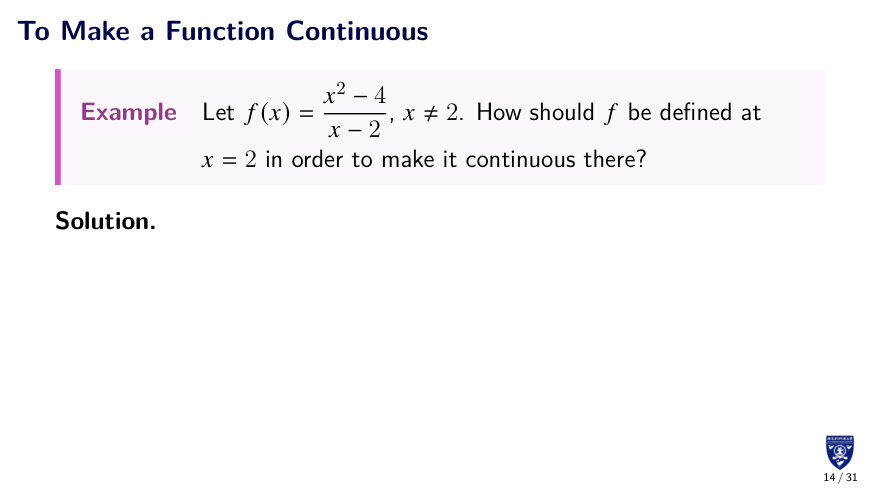 To Make a Function Continuous
Example Let f(x) = \frac{x^2 − 4}{x − 2}, x ≠ 2. How should f be defined at
x = 2 in order to make it continuous there?
Solution.
14 / 31